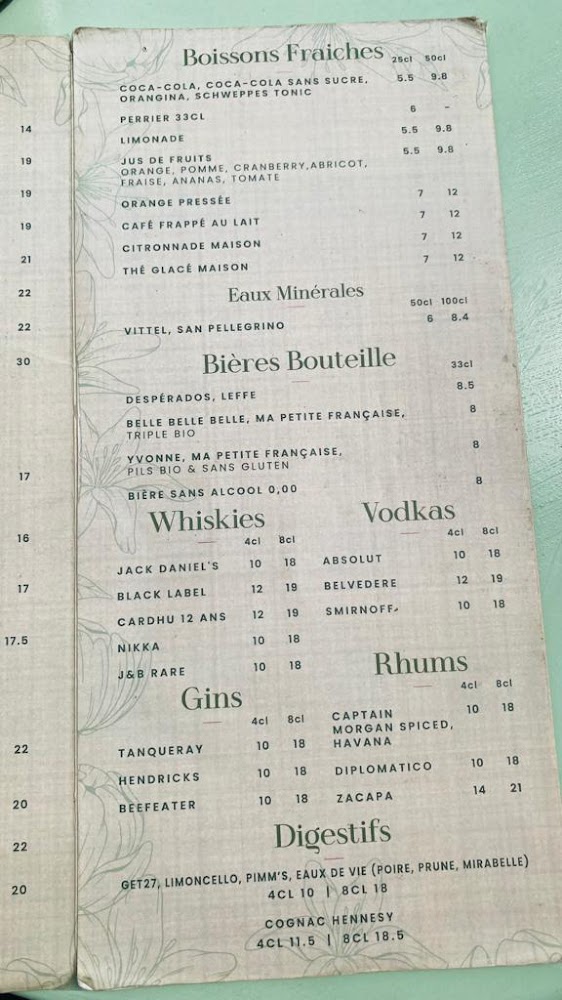 14
19
19
19
21
22
22
30
17
16
17
17.5
22
20
22
20
Boissons Fraiches 25cl 50cl
COCA-COLA, COCA-COLA SANS SUCRE, 5.5 9.8
ORANGINA, SCHWEPPES TONIC
PERRIER 33CL 6 -
LIMONADE 5.5 9.8
JUS DE FRUITS 5.5 9.8
ORANGE, POMME, CRANBERRY, ABRICOT,
FRAISE, ANANAS, TOMATE
ORANGE PRESSÉE 7 12
CAFÉ FRAPPÉ AU LAIT 7 12
CITRONNADE MAISON 7 12
THÉ GLACÉ MAISON 7 12
Eaux Minérales 50cl 100cl
VITTEL, SAN PELLEGRINO 6 8.4
Bières Bouteille 33cl
DESPÉRADOS, LEFFE 8.5
BELLE BELLE BELLE, MA PETITE FRANÇAISE, 8
TRIPLE BIO
YVONNE, MA PETITE FRANÇAISE, 8
PILS BIO & SANS GLUTEN
BIÈRE SANS ALCOOL 0,00 8
Whiskies
4cl 8cl
JACK DANIEL'S 10 18
BLACK LABEL 12 19
CARDHU 12 ANS 12 19
NIKKA 10 18
J&B RARE 10 18
Vodkas
4cl 8cl
ABSOLUT 10 18
BELVEDERE 12 19
SMIRNOFF 10 18
Gins
4cl 8cl
TANQUERAY 10 18
HENDRICKS 10 18
BEEFEATER 10 18
Rhums
4cl 8cl
CAPTAIN 10 18
MORGAN SPICED,
HAVANA
DIPLOMATICO 10 18
ZACAPA 14 21
Digestifs
GET27, LIMONCELLO, PIMM'S, EAUX DE VIE (POIRE, PRUNE, MIRABELLE)
4CL 10 | 8CL 18
COGNAC HENNESY
4CL 11.5 | 8CL 18.5